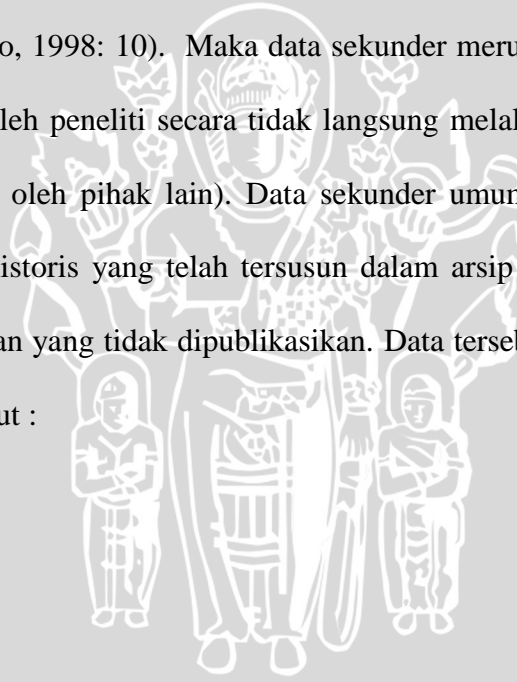 o, 1998: 10). Maka data sekunder meru
leh peneliti secara tidak langsung melal
oleh pihak lain). Data sekunder umun
istoris yang telah tersusun dalam arsip
an yang tidak dipublikasikan. Data terseb
ut :